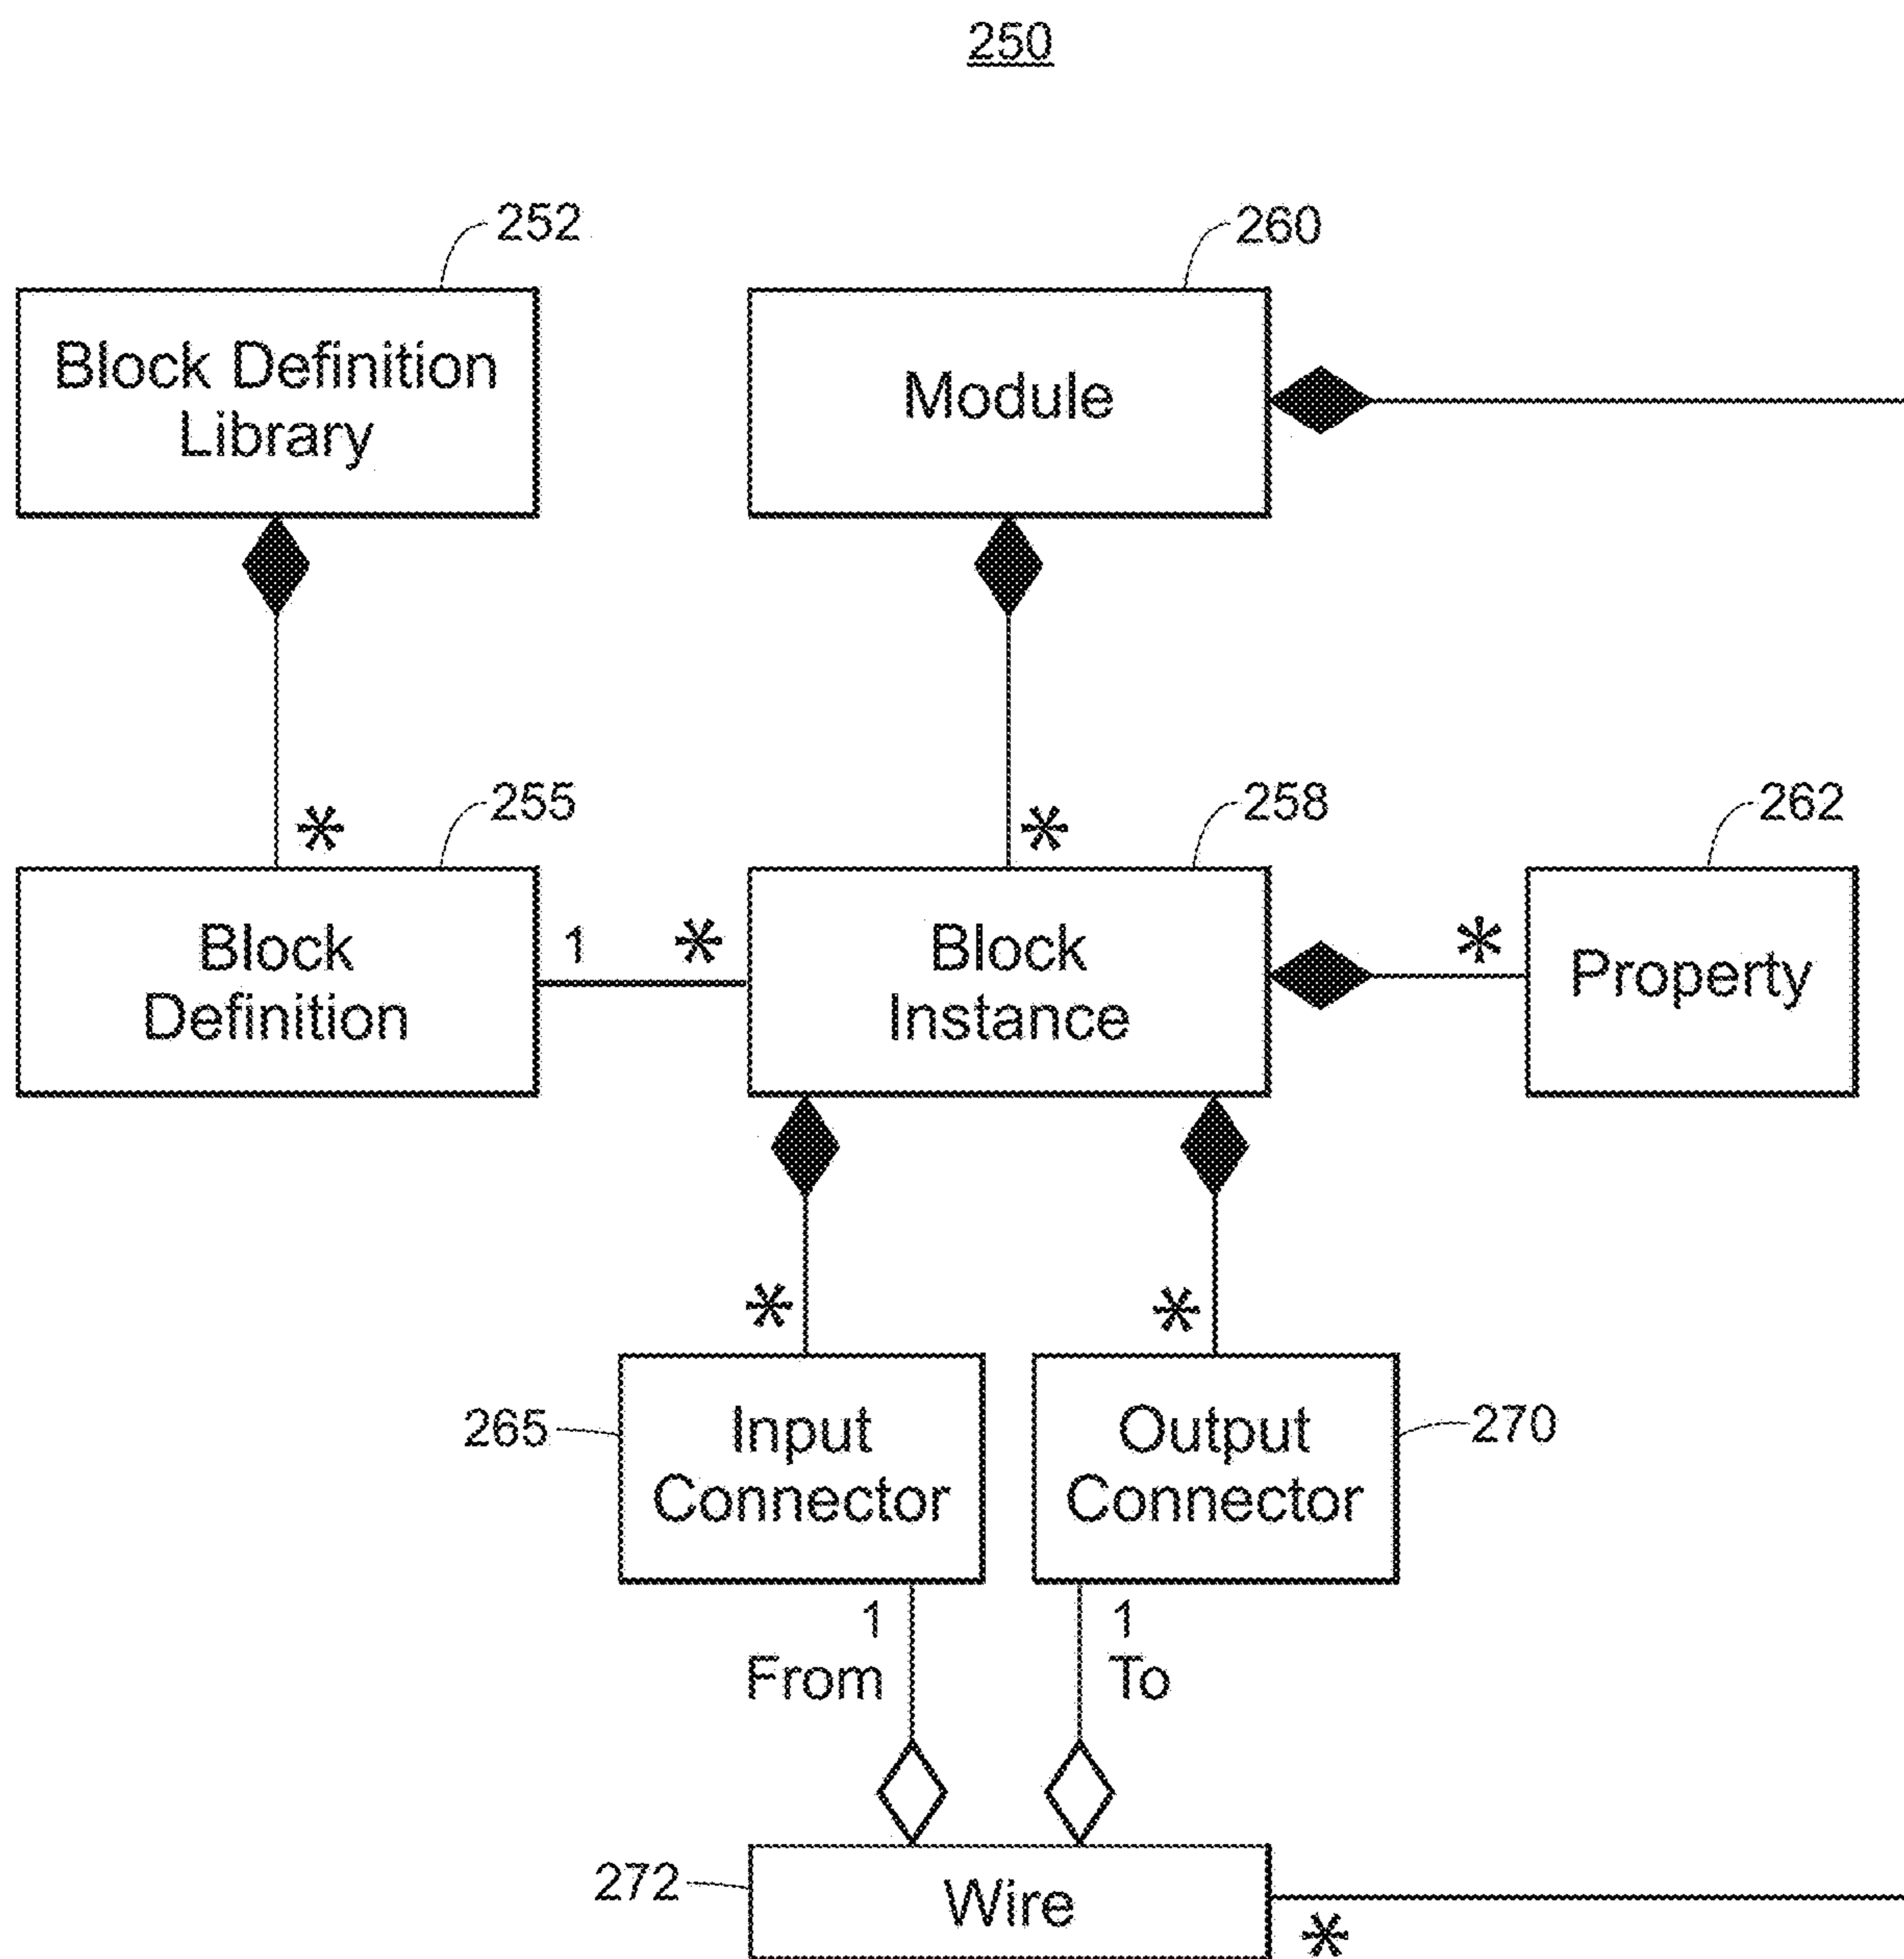 250
252
260
Block Definition
Library
Module
*
255
*
258
262
Block
Definition
1
*
Block
Instance
*
Property
*
*
265
Input
Connector
Output
Connector
270
1
From
1
To
272
Wire
*